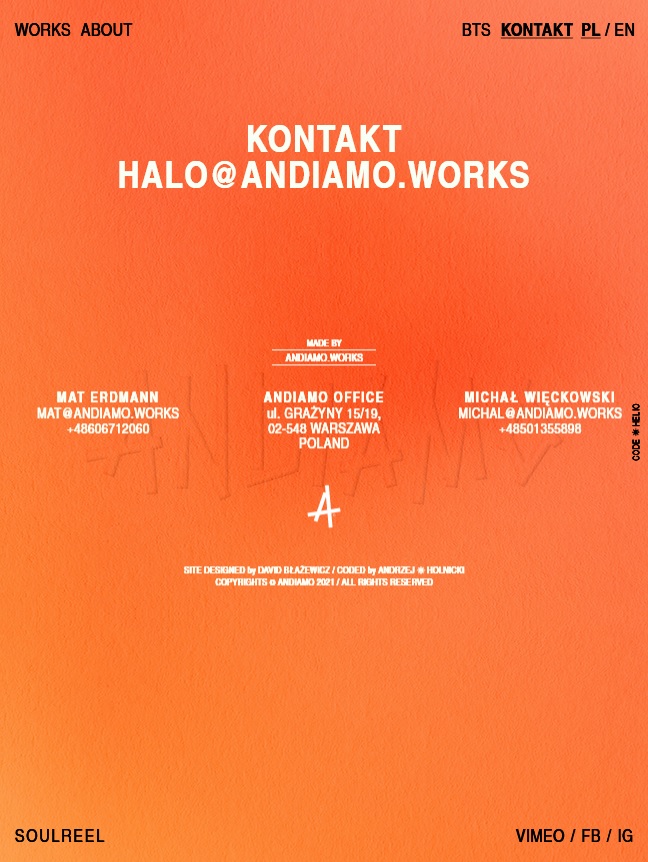 WORKS ABOUT
BTS KONTAKT PL / EN
KONTAKT
HALO@ANDIAMO.WORKS
MADE BY
ANDIAMO.WORKS
MAT ERDMANN
MAT@ANDIAMO.WORKS
+48606712060
ANDIAMO OFFICE
ul. GRAŻYNY 15/19,
02-548 WARSZAWA
POLAND
MICHAŁ WIĘCKOWSKI
MICHAL@ANDIAMO.WORKS
+48501355898
CODE ✺ HELIO
ANDIAMO
A
SITE DESIGNED by DAVID BŁAŻEWICZ / CODED by ANDRZEJ ✺ HOLNICKI
COPYRIGHTS © ANDIAMO 2021 / ALL RIGHTS RESERVED
SOULREEL
VIMEO / FB / IG